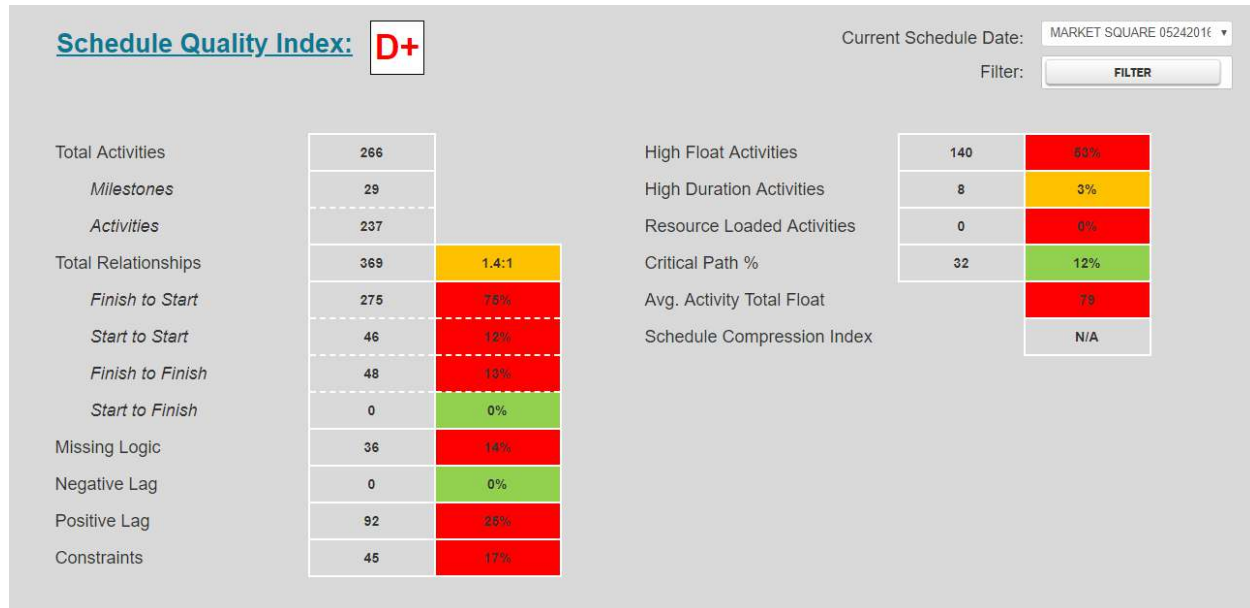 Schedule Quality Index: D+
Current Schedule Date: MARKET SQUARE 05242016
Filter: FILTER
Total Activities 266
Milestones 29
Activities 237
Total Relationships 369 1.4:1
Finish to Start 275 75%
Start to Start 46 12%
Finish to Finish 48 13%
Start to Finish 0 0%
Missing Logic 36 14%
Negative Lag 0 0%
Positive Lag 92 25%
Constraints 45 17%
High Float Activities 140 53%
High Duration Activities 8 3%
Resource Loaded Activities 0 0%
Critical Path % 32 12%
Avg. Activity Total Float 79
Schedule Compression Index N/A